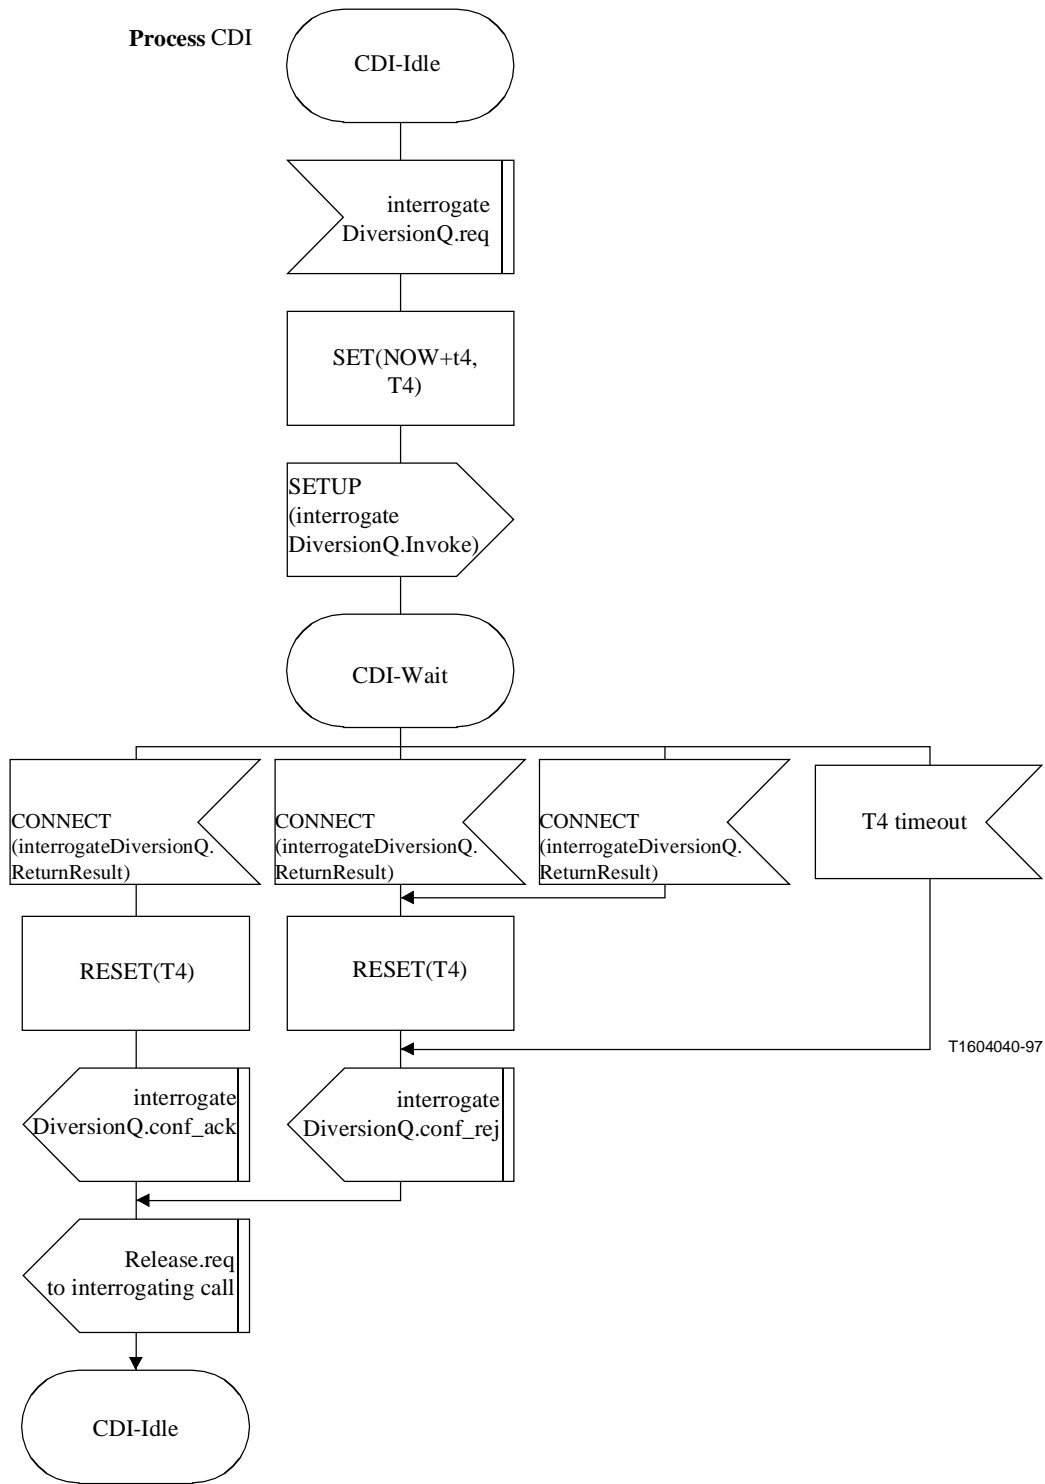 Process CDI
CDI-Idle
interrogate
DiversionQ.req
SET(NOW+t4,
T4)
SETUP
(interrogate
DiversionQ.Invoke)
CDI-Wait
CONNECT
(interrogateDiversionQ.
ReturnResult)
CONNECT
(interrogateDiversionQ.
ReturnResult)
CONNECT
(interrogateDiversionQ.
ReturnResult)
T4 timeout
RESET(T4)
RESET(T4)
T1604040-97
interrogate
DiversionQ.conf_ack
interrogate
DiversionQ.conf_rej
Release.req
to interrogating call
CDI-Idle